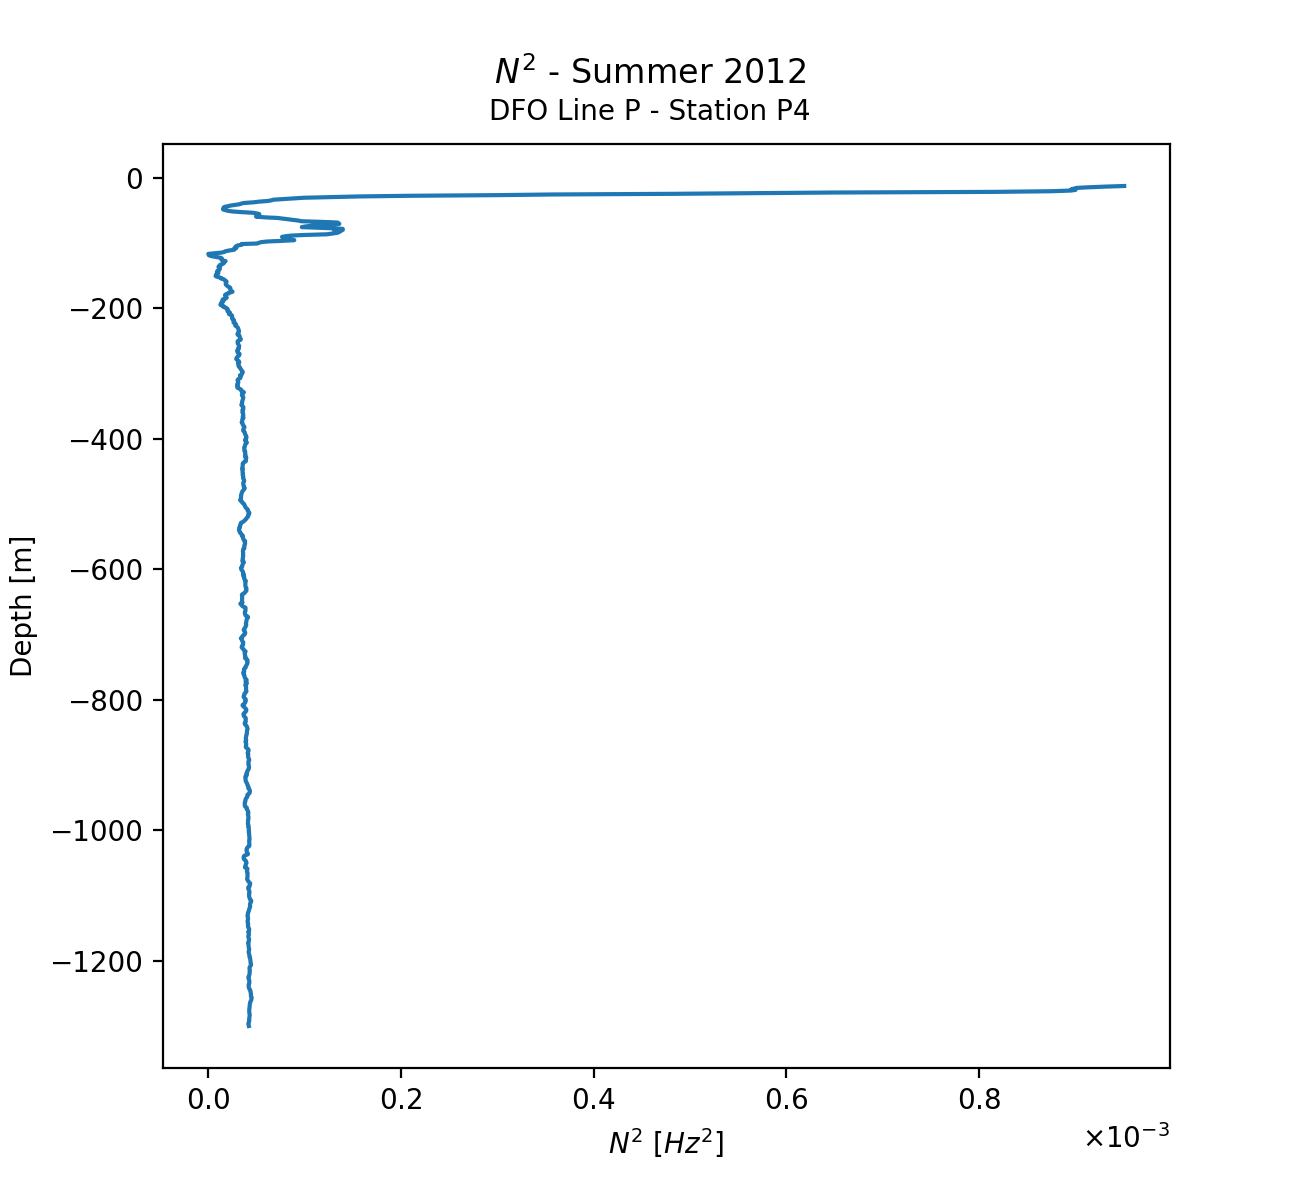 N² - Summer 2012
DFO Line P - Station P4
0
−200
−400
−600
−800
−1000
−1200
Depth [m]
0.0 0.2 0.4 0.6 0.8
N² [Hz²]
×10⁻³